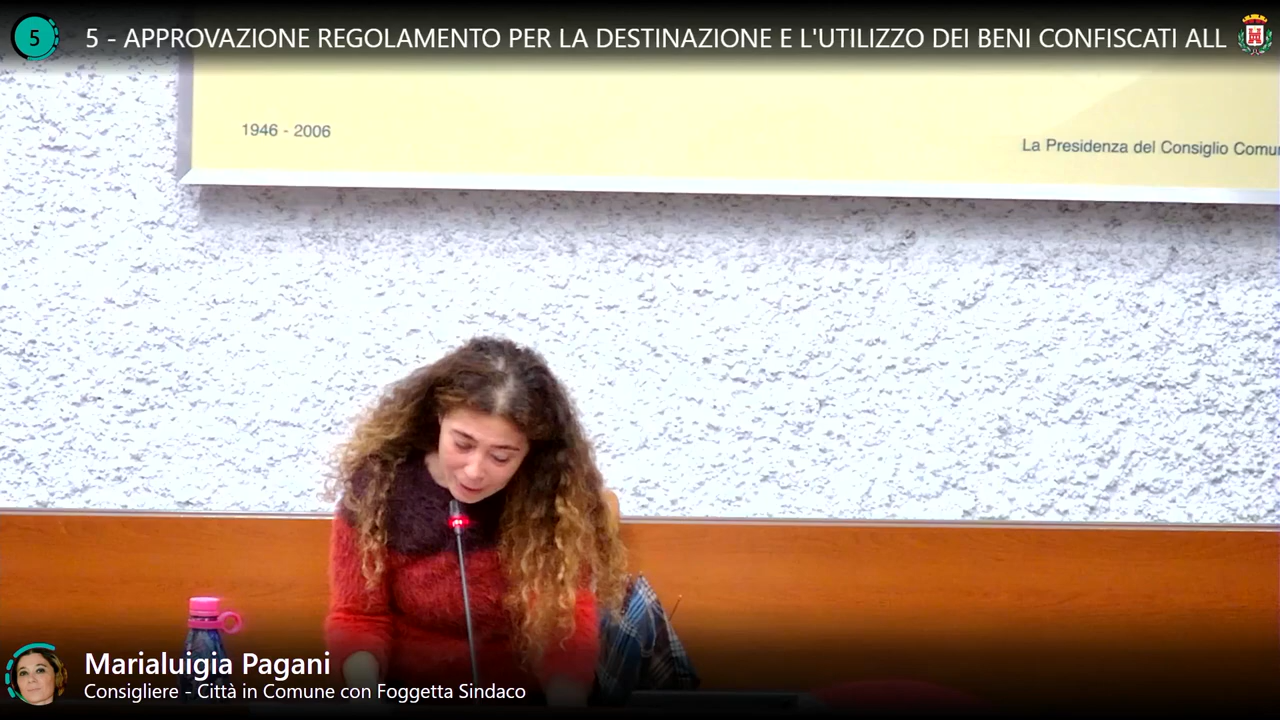 5
5 - APPROVAZIONE REGOLAMENTO PER LA DESTINAZIONE E L'UTILIZZO DEI BENI CONFISCATI ALL
1946 - 2006
La Presidenza del Consiglio Comu
Marialuigia Pagani
Consigliere - Città in Comune con Foggetta Sindaco